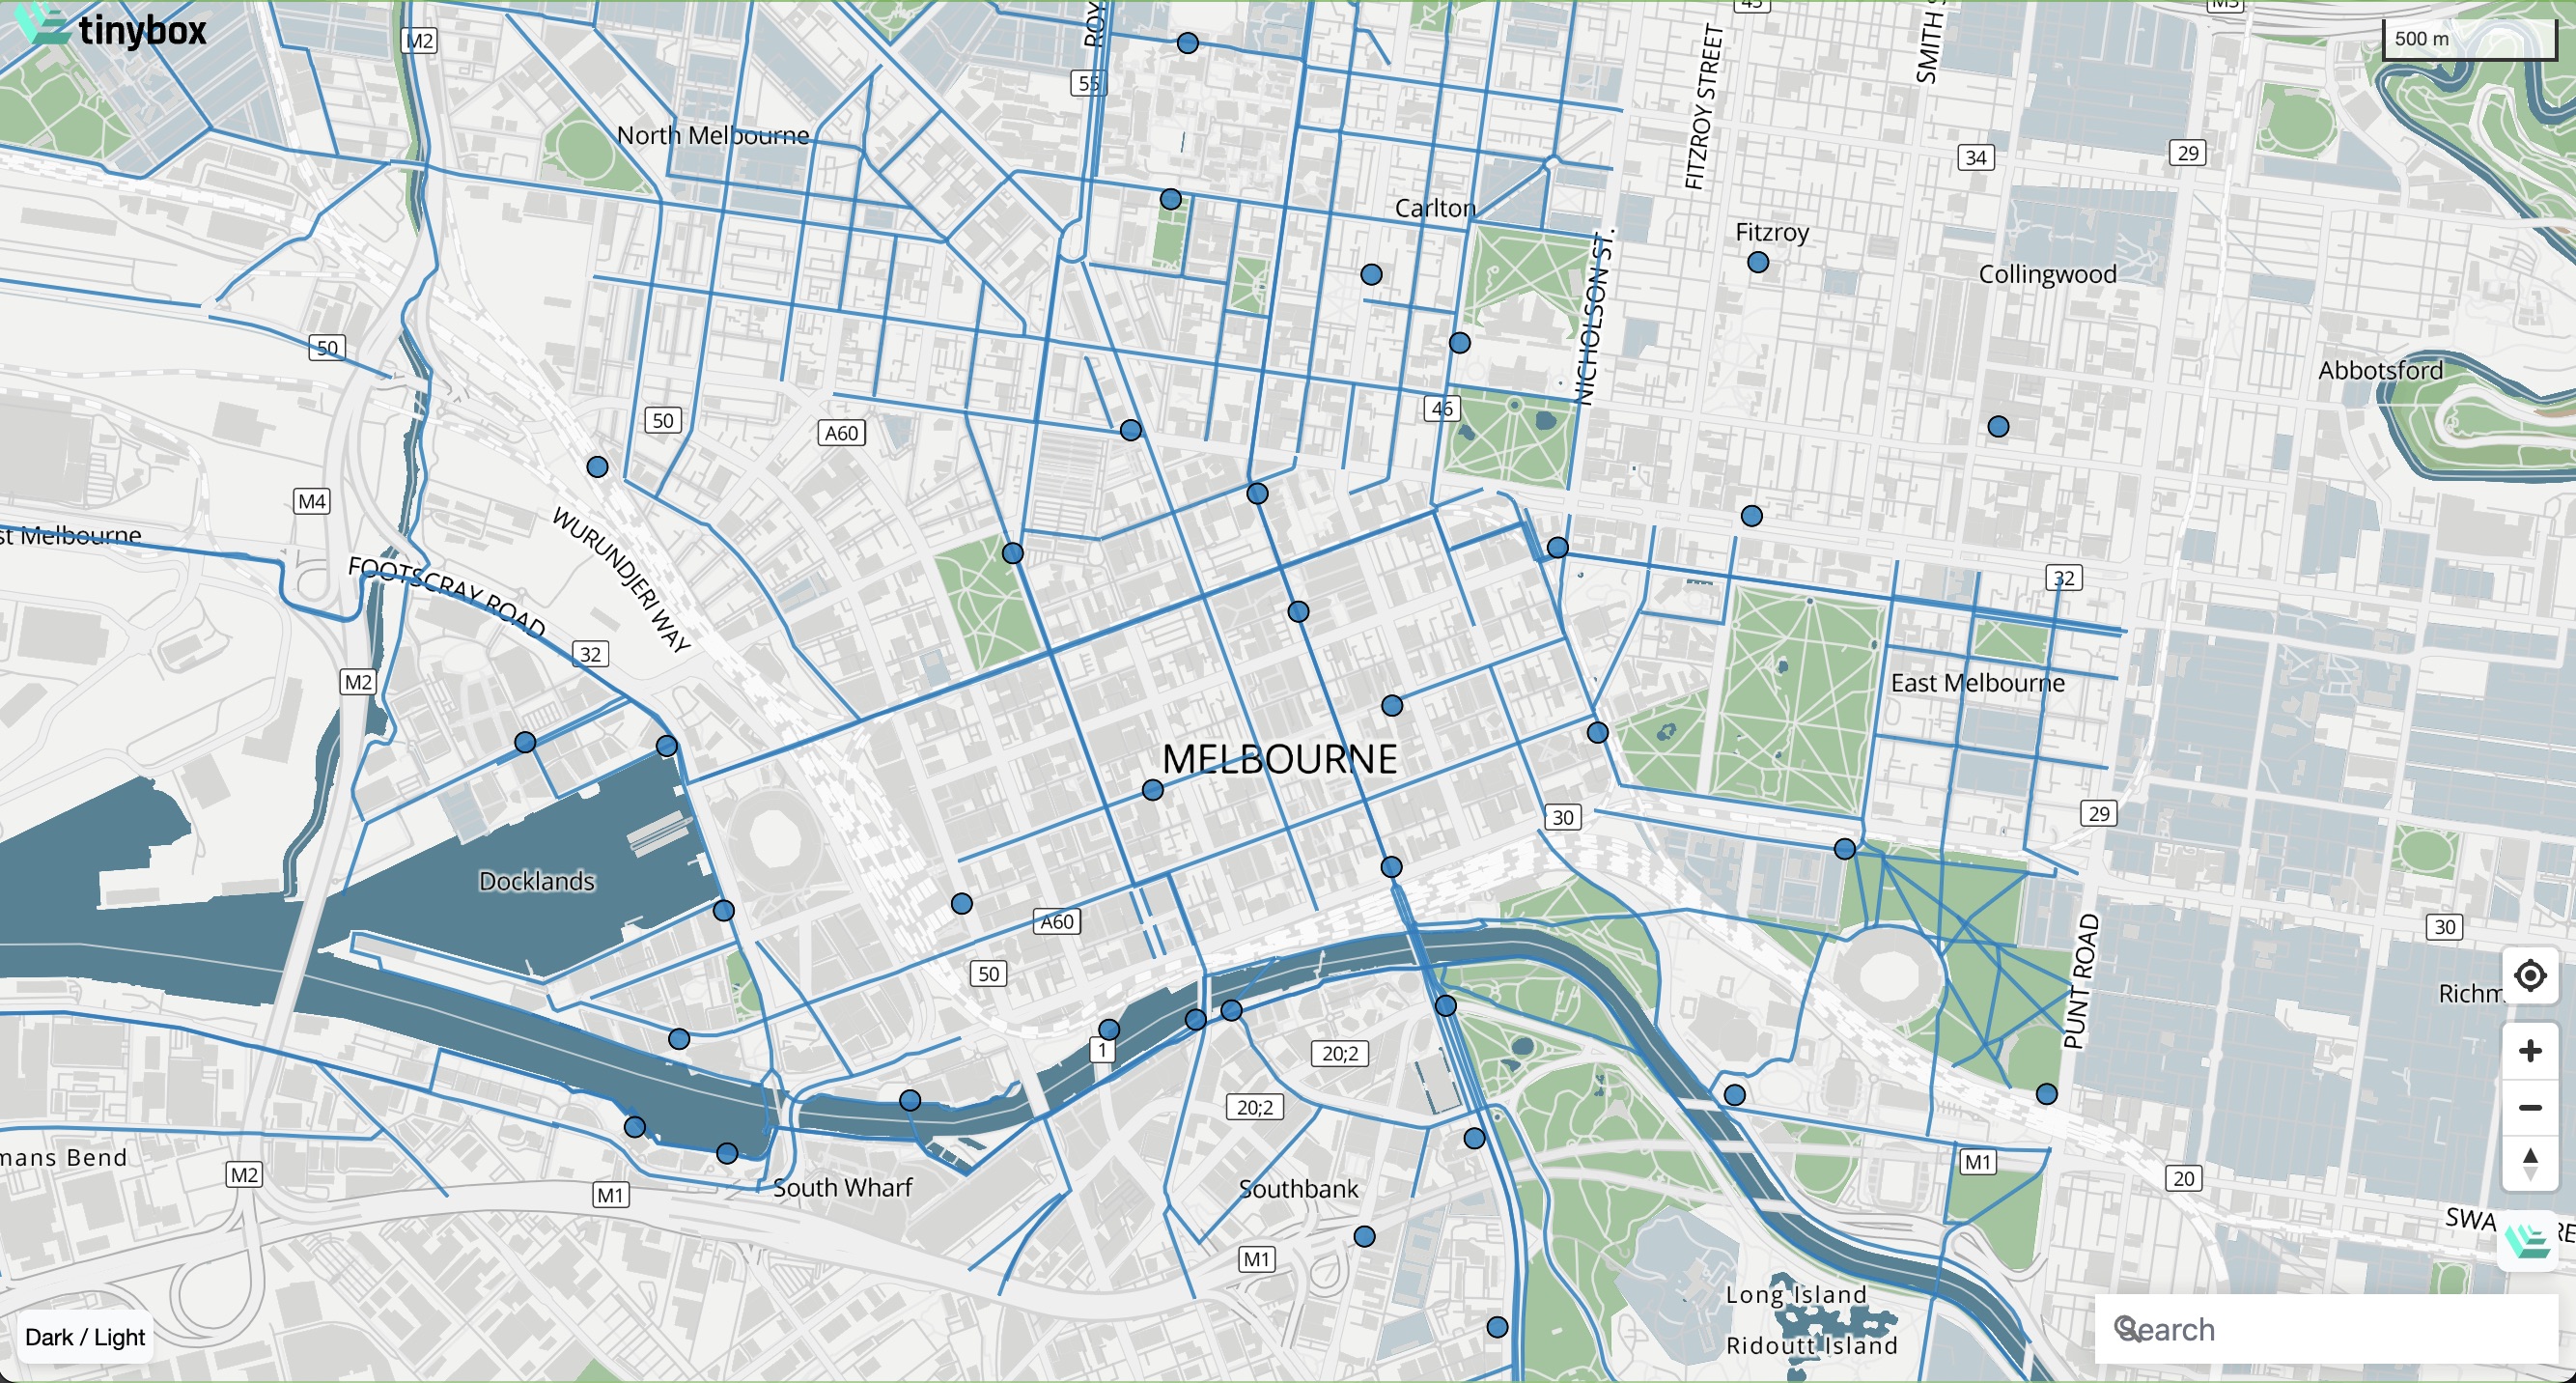 tinybox
M2
ROY
45
SMITH S
M3
500 m
55
FITZROY STREET
North Melbourne
34
29
Carlton
Fitzroy
Collingwood
NICHOLSON ST.
50
Abbotsford
46
50
A60
M4
WURUNDJERI WAY
st Melbourne
FOOTSCRAY ROAD
32
32
M2
East Melbourne
MELBOURNE
30
29
Docklands
A60
30
50
PUNT ROAD
Richm
1
20;2
20;2
mans Bend
M2
M1
South Wharf
Southbank
M1
20
SWA
RE
M1
Long Island
Ridoutt Island
Dark / Light
Search